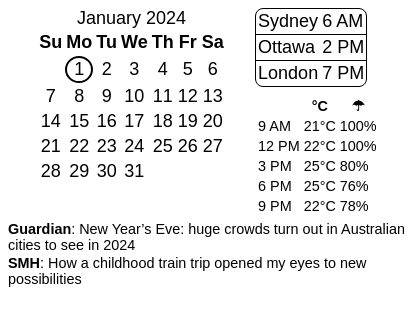 January 2024
Su Mo Tu We Th Fr Sa
1 2 3 4 5 6
7 8 9 10 11 12 13
14 15 16 17 18 19 20
21 22 23 24 25 26 27
28 29 30 31
Sydney 6 AM
Ottawa 2 PM
London 7 PM
°C ☂
9 AM 21°C 100%
12 PM 22°C 100%
3 PM 25°C 80%
6 PM 25°C 76%
9 PM 22°C 78%
Guardian: New Year’s Eve: huge crowds turn out in Australian
cities to see in 2024
SMH: How a childhood train trip opened my eyes to new
possibilities